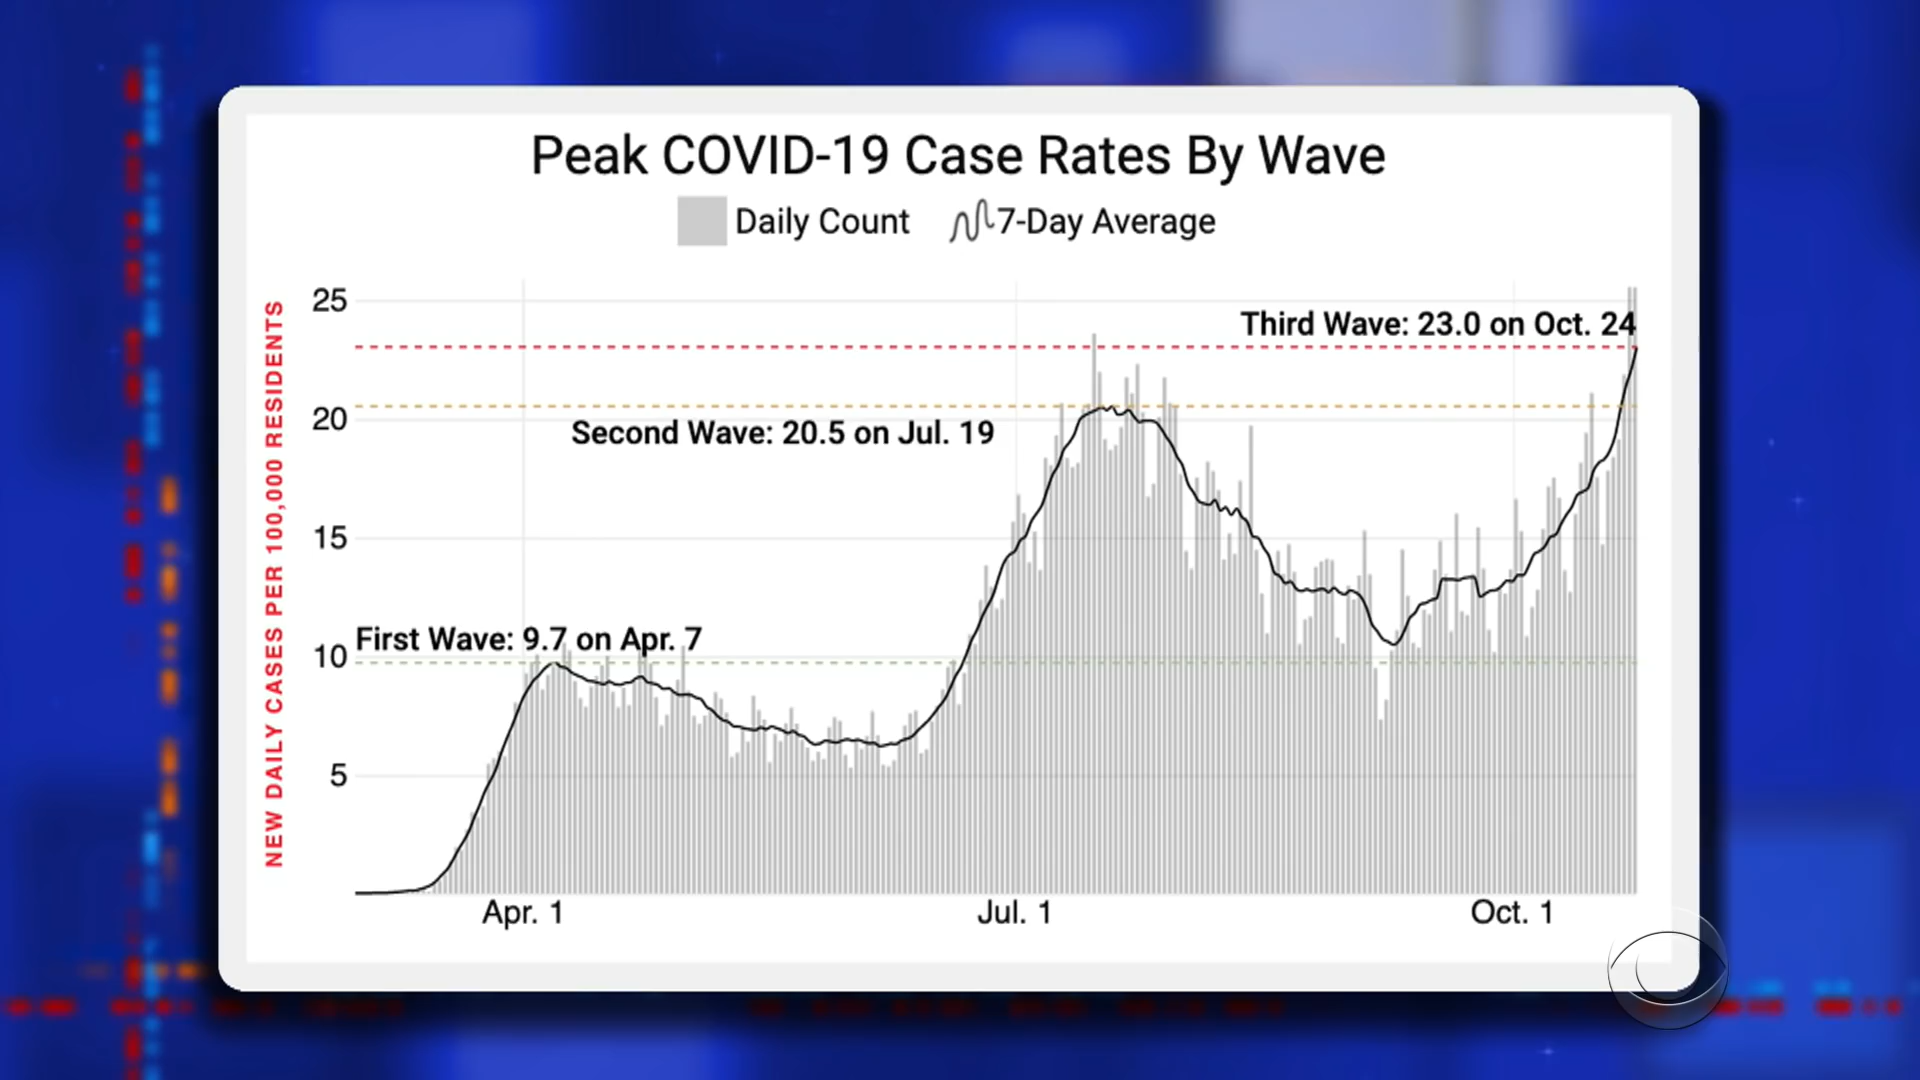 Peak COVID-19 Case Rates By Wave
Daily Count
7-Day Average
NEW DAILY CASES PER 100,000 RESIDENTS
25
Third Wave: 23.0 on Oct. 24
20
Second Wave: 20.5 on Jul. 19
15
First Wave: 9.7 on Apr. 7
10
5
Apr. 1
Jul. 1
Oct. 1